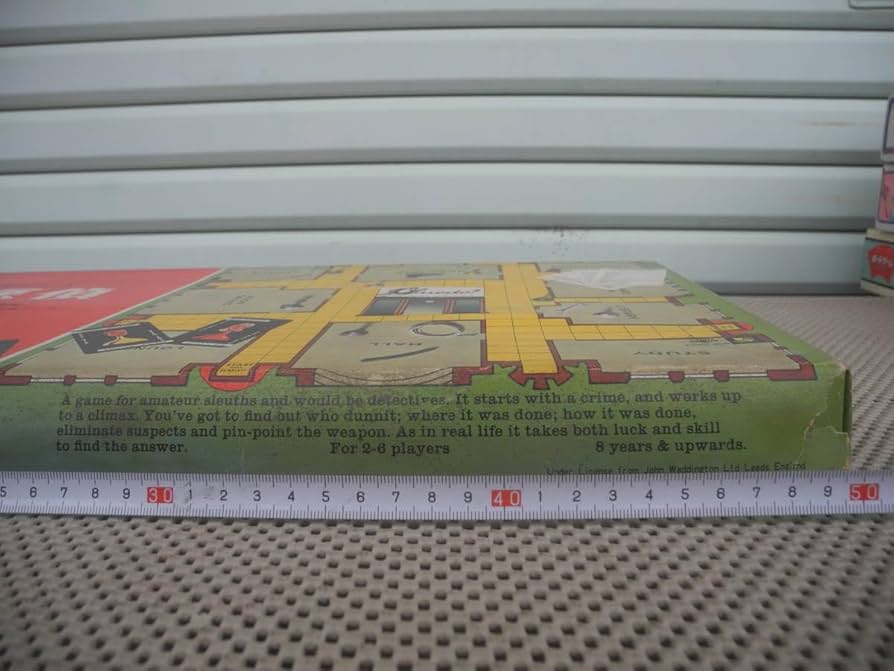 Cluedo!
HALL
STUDY
A game for amateur sleuths and would be detectives. It starts with a crime, and works up
to a climax. You've got to find out who dunnit; where it was done; how it was done,
eliminate suspects and pin-point the weapon. As in real life it takes both luck and skill
to find the answer. For 2-6 players 8 years & upwards.
Under License from John Waddington Ltd Leeds England
5 6 7 8 9 30 1 2 3 4 5 6 7 8 9 40 1 2 3 4 5 6 7 8 9 50